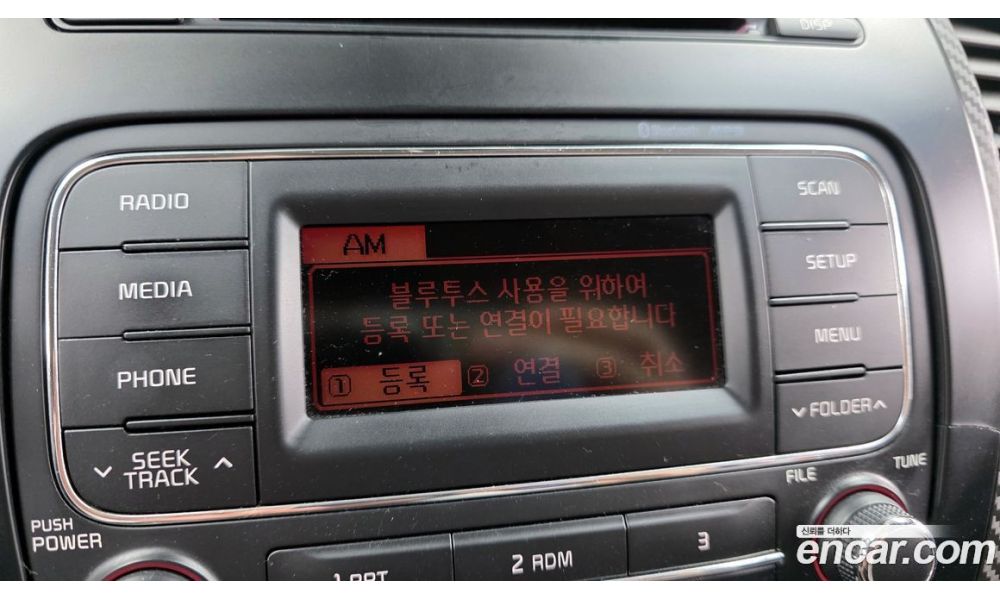 DISP
RADIO
MEDIA
PHONE
SEEK
TRACK
AM
블루투스 사용을 위하여
등록 또는 연결이 필요합니다
1 등록 2 연결 3 취소
SCAN
SETUP
MENU
FOLDER
PUSH
POWER
2 RDM
3
FILE
TUNE
신뢰를 더하다
encar.com